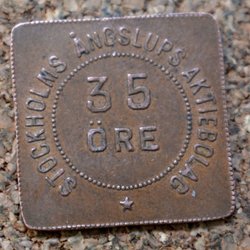 STOCKHOLMS ÅNGSLUPS AKTIEBOLAG
35
ÖRE